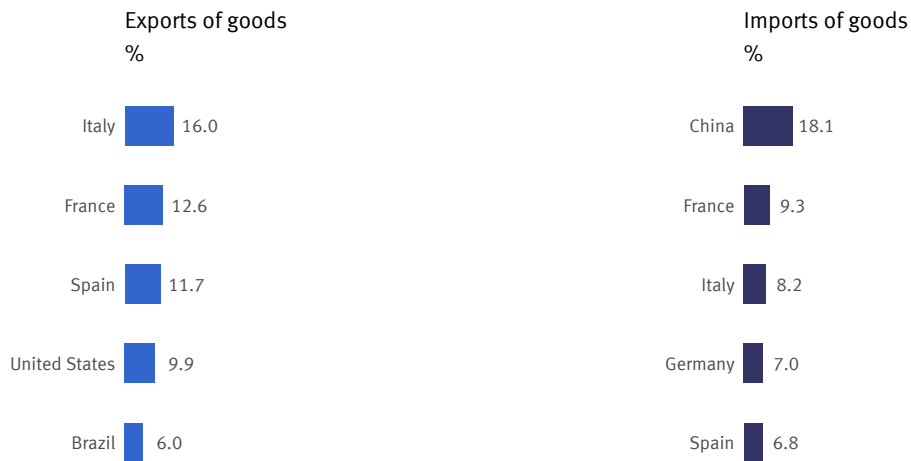 Exports of goods
%
Italy 16.0
France 12.6
Spain 11.7
United States 9.9
Brazil 6.0
Imports of goods
%
China 18.1
France 9.3
Italy 8.2
Germany 7.0
Spain 6.8